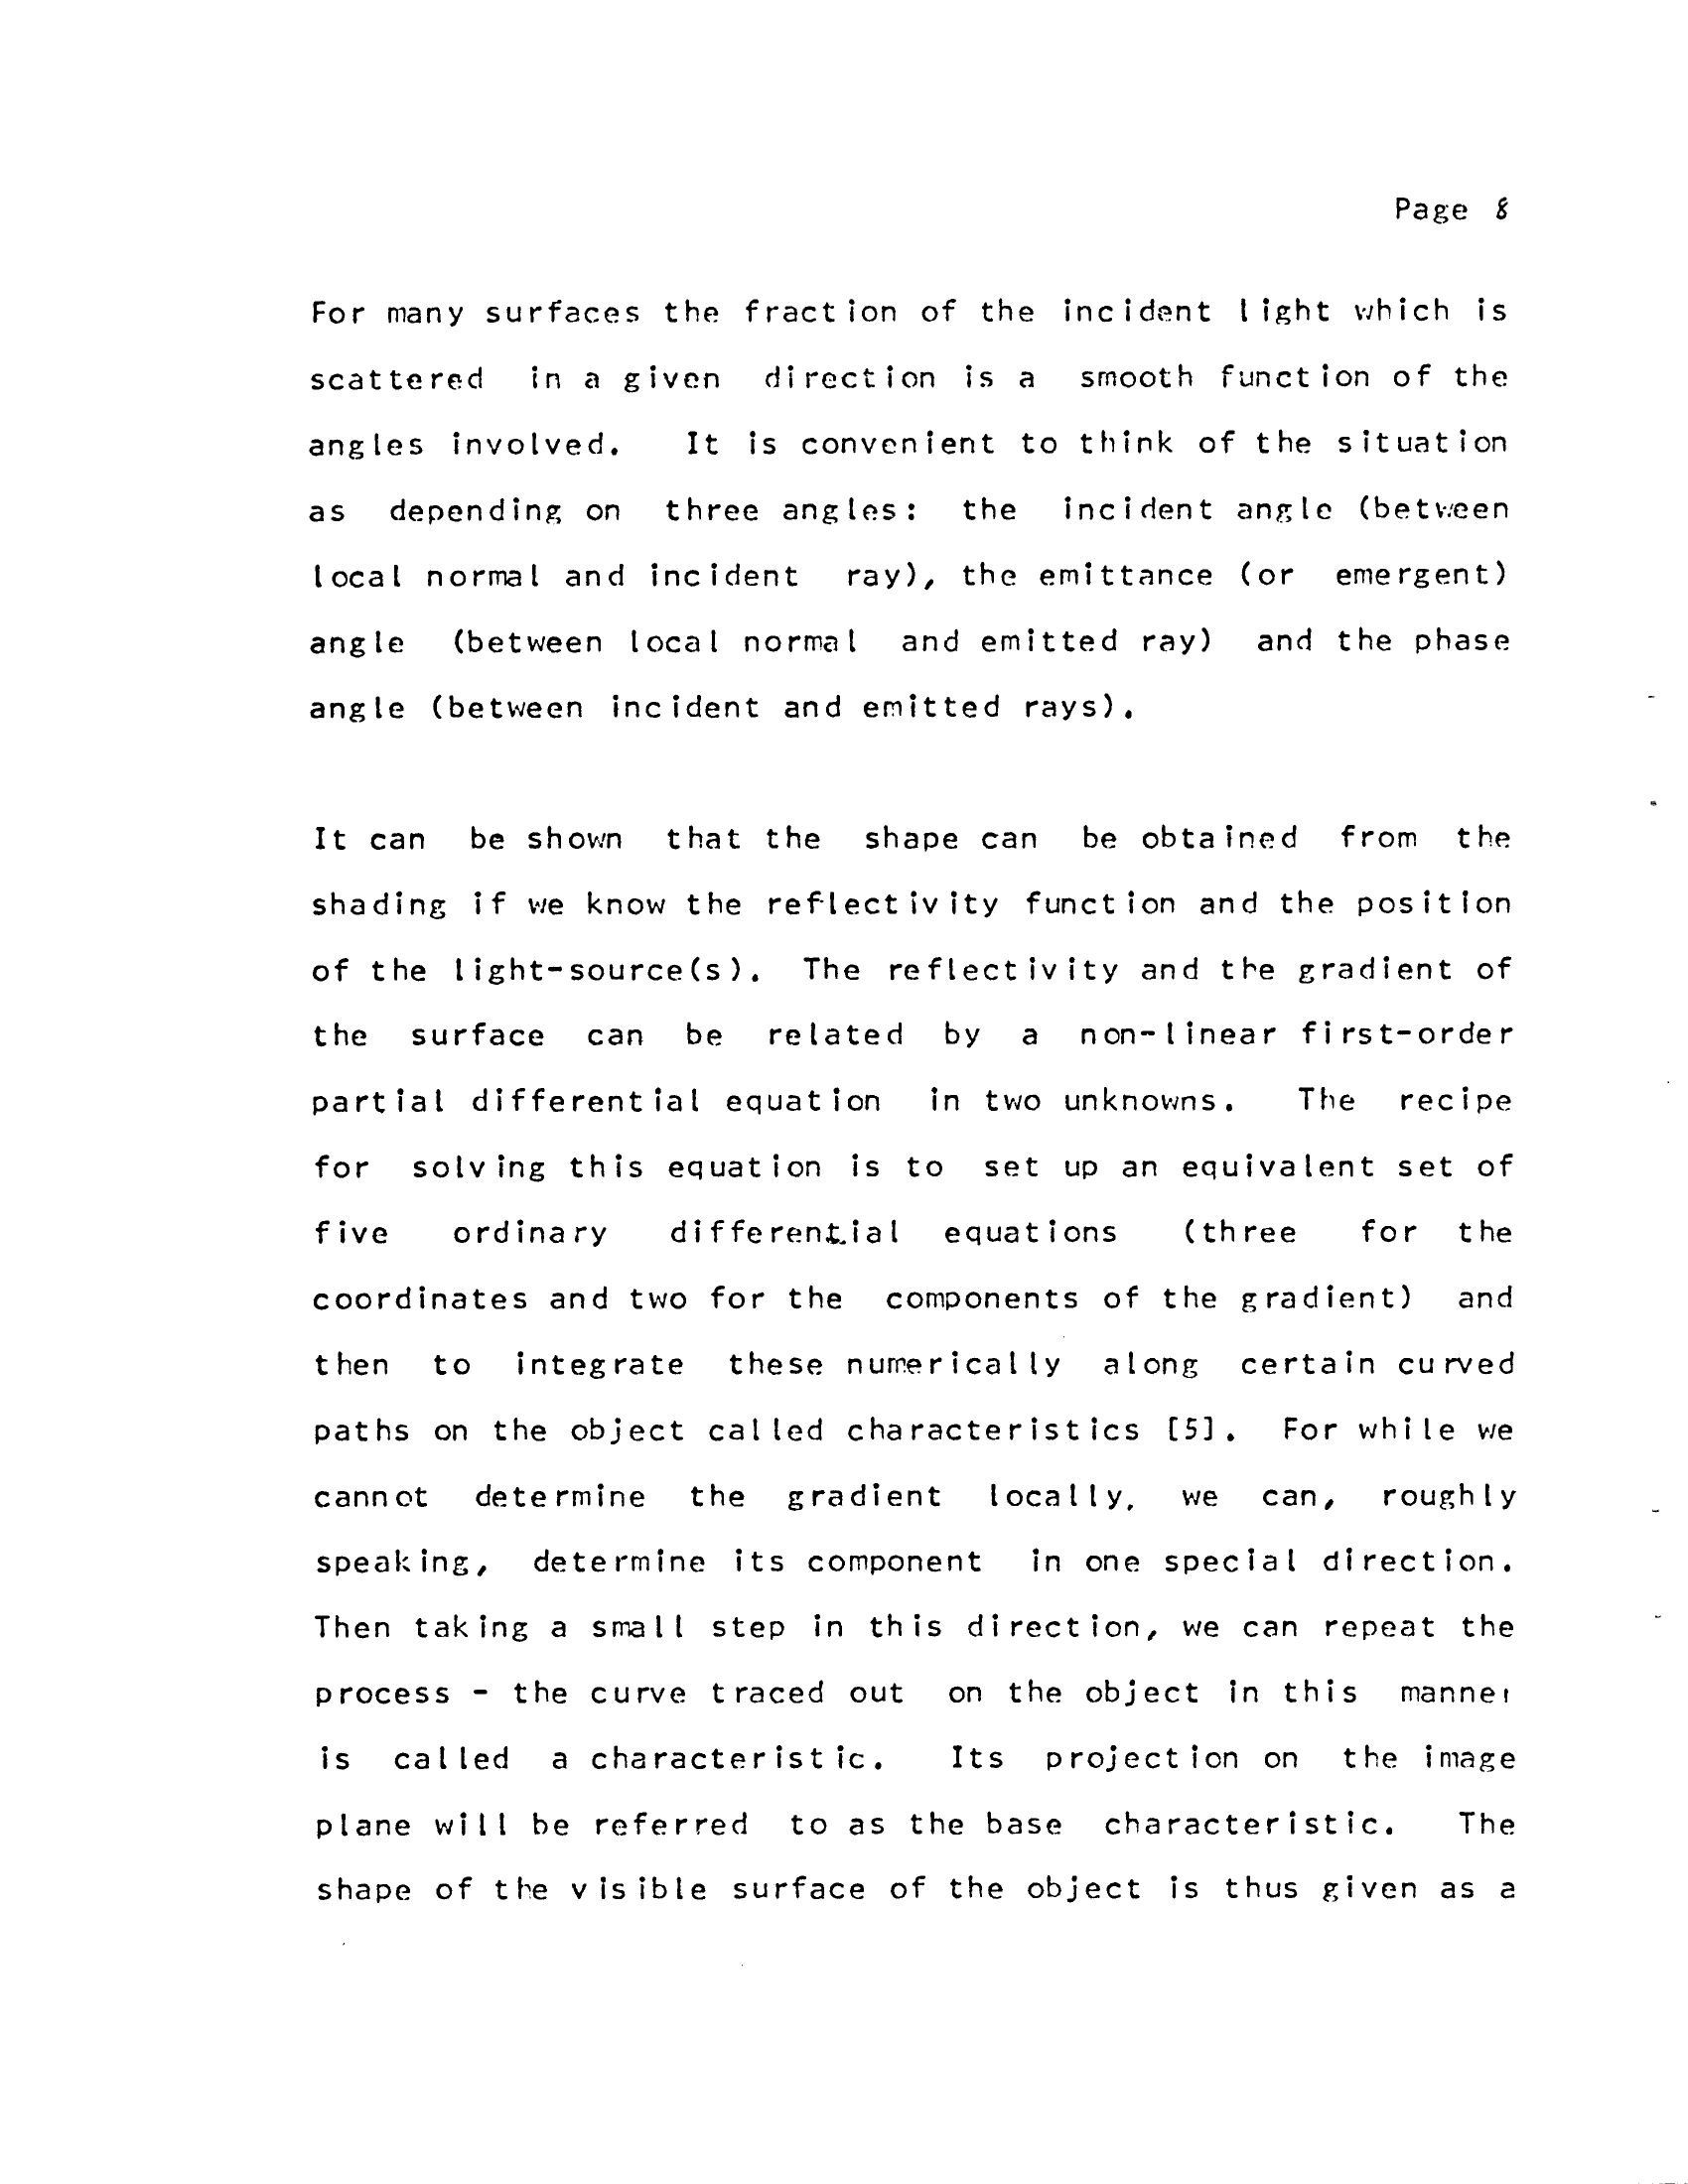 Page 8
For many surfaces the fraction of the incident light which is
scattered in a given direction is a smooth function of the
angles involved. It is convenient to think of the situation
as depending on three angles: the incident angle (between
local normal and incident ray), the emittance (or emergent)
angle (between local normal and emitted ray) and the phase
angle (between incident and emitted rays).
It can be shown that the shape can be obtained from the
shading if we know the reflectivity function and the position
of the light-source(s). The reflectivity and the gradient of
the surface can be related by a non-linear first-order
partial differential equation in two unknowns. The recipe
for solving this equation is to set up an equivalent set of
five ordinary differential equations (three for the
coordinates and two for the components of the gradient) and
then to integrate these numerically along certain curved
paths on the object called characteristics [5]. For while we
cannot determine the gradient locally, we can, roughly
speaking, determine its component in one special direction.
Then taking a small step in this direction, we can repeat the
process - the curve traced out on the object in this manner
is called a characteristic. Its projection on the image
plane will be referred to as the base characteristic. The
shape of the visible surface of the object is thus given as a